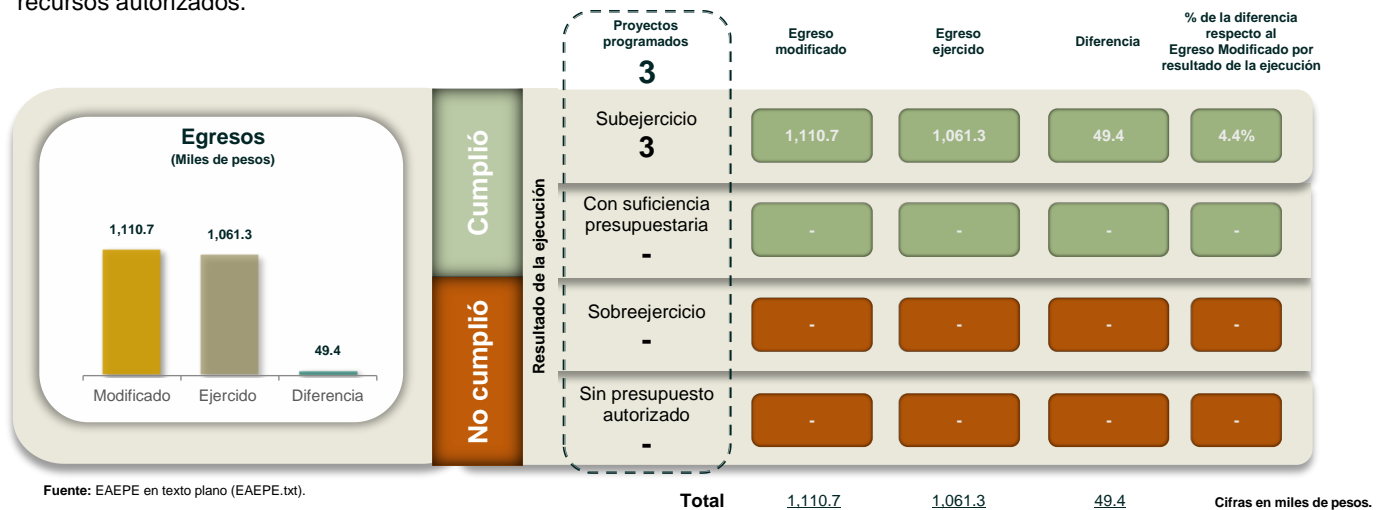 recursos autorizados.
Proyectos
programados
3
Egreso
modificado
Egreso
ejercido
Diferencia
% de la diferencia
respecto al
Egreso Modificado por
resultado de la ejecución
Egresos
(Miles de pesos)
1,110.7
1,061.3
49.4
Modificado
Ejercido
Diferencia
Cumplió
No cumplió
Resultado de la ejecución
Subejercicio
3
1,110.7
1,061.3
49.4
4.4%
Con suficiencia
presupuestaria
-
-
-
-
-
Sobreejercicio
-
-
-
-
-
Sin presupuesto
autorizado
-
-
-
-
-
Fuente: EAEPE en texto plano (EAEPE.txt).
Total 1,110.7 1,061.3 49.4 Cifras en miles de pesos.